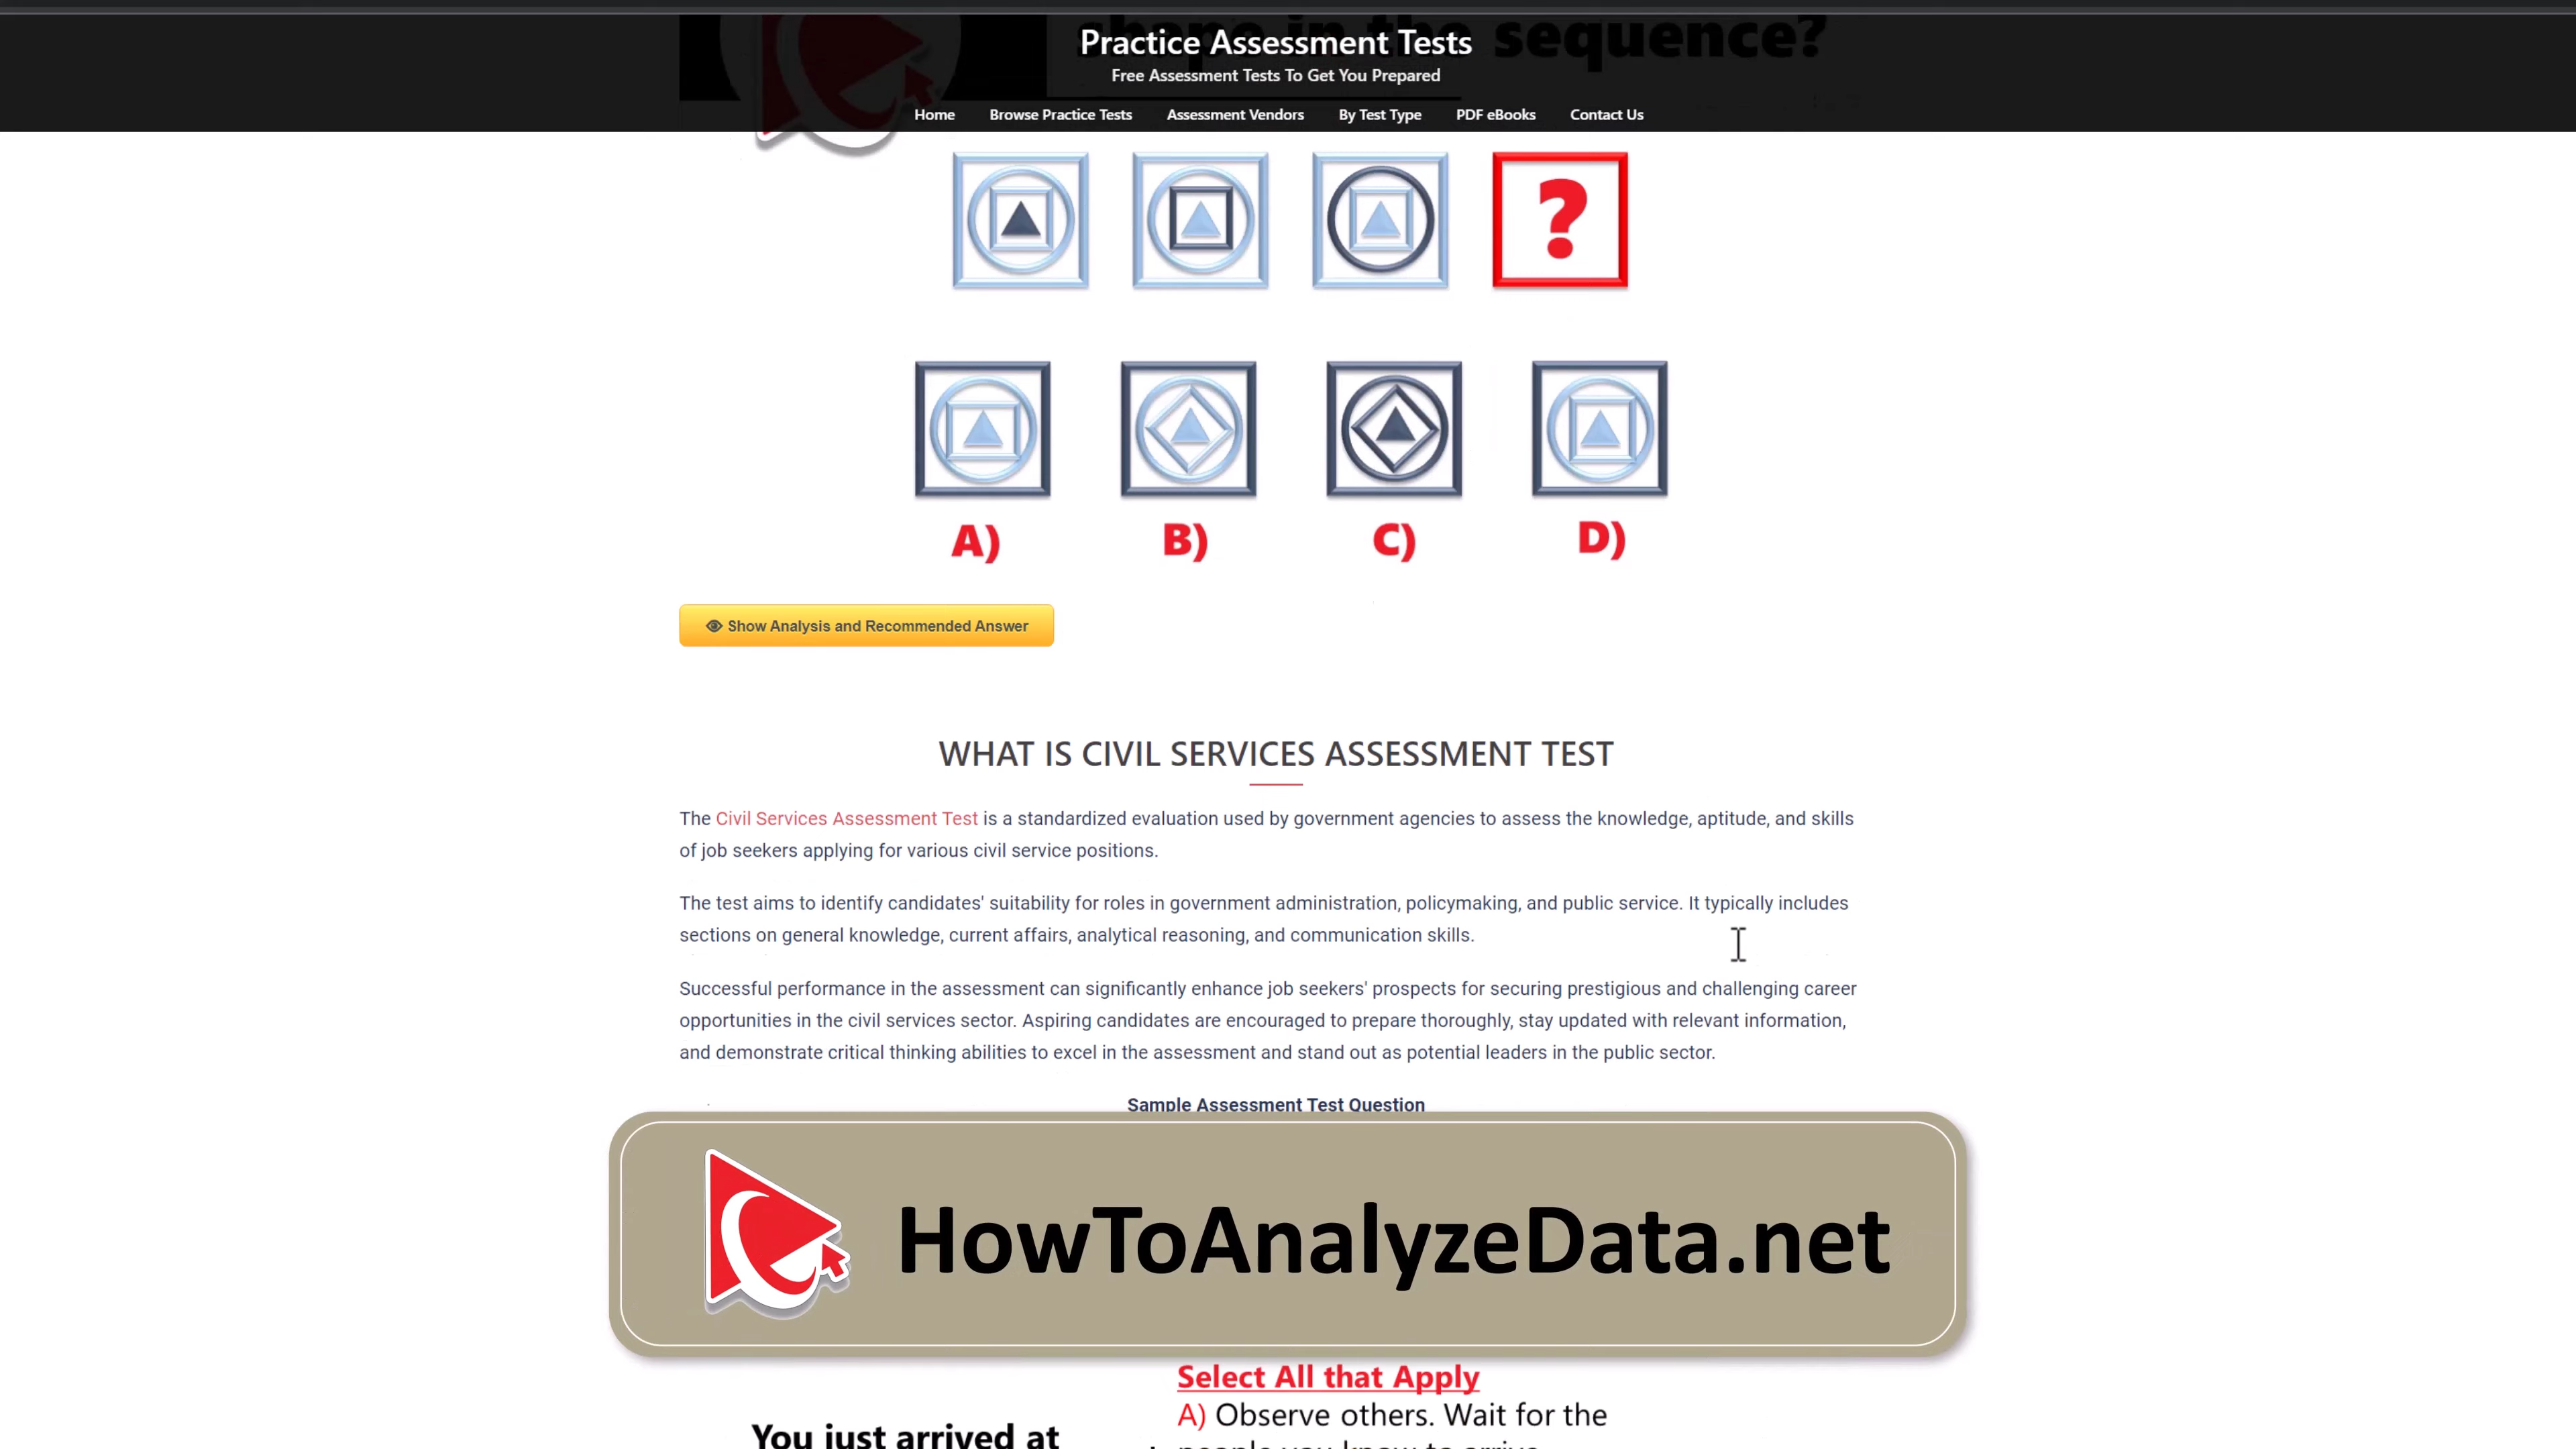 sequence?
Practice Assessment Tests
Free Assessment Tests To Get You Prepared
Home Browse Practice Tests Assessment Vendors By Test Type PDF eBooks Contact Us
?
A) B) C) D)
Show Analysis and Recommended Answer
WHAT IS CIVIL SERVICES ASSESSMENT TEST
The Civil Services Assessment Test is a standardized evaluation used by government agencies to assess the knowledge, aptitude, and skills
of job seekers applying for various civil service positions.
The test aims to identify candidates' suitability for roles in government administration, policymaking, and public service. It typically includes
sections on general knowledge, current affairs, analytical reasoning, and communication skills.
Successful performance in the assessment can significantly enhance job seekers' prospects for securing prestigious and challenging career
opportunities in the civil services sector. Aspiring candidates are encouraged to prepare thoroughly, stay updated with relevant information,
and demonstrate critical thinking abilities to excel in the assessment and stand out as potential leaders in the public sector.
Sample Assessment Test Question
HowToAnalyzeData.net
Select All that Apply
A) Observe others. Wait for the
You just arrived at